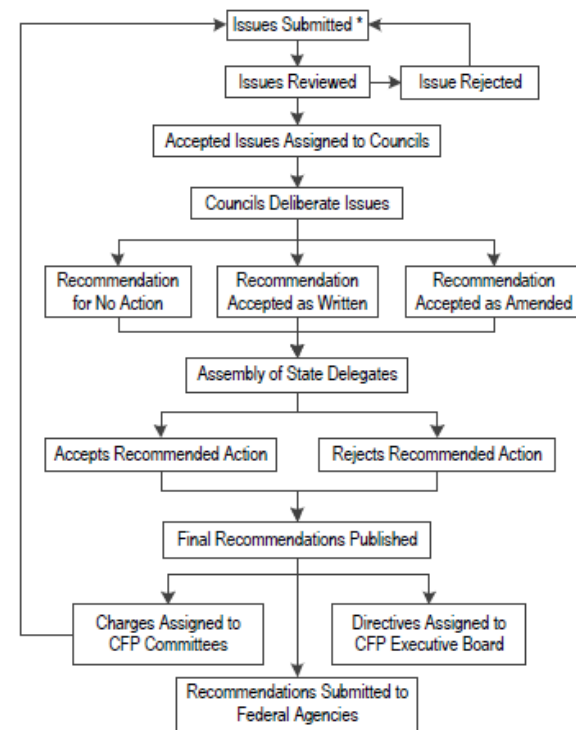 Issues Submitted *
Issues Reviewed
Issue Rejected
Accepted Issues Assigned to Councils
Councils Deliberate Issues
Recommendation
for No Action
Recommendation
Accepted as Written
Recommendation
Accepted as Amended
Assembly of State Delegates
Accepts Recommended Action
Rejects Recommended Action
Final Recommendations Published
Charges Assigned to
CFP Committees
Directives Assigned to
CFP Executive Board
Recommendations Submitted to
Federal Agencies